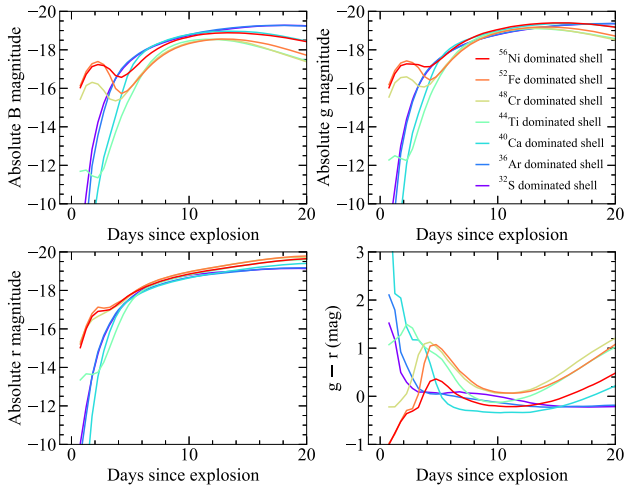 Absolute B magnitude
−20
−18
−16
−14
−12
−10
0
10
20
Days since explosion
Absolute g magnitude
−20
−18
−16
−14
−12
−10
0
10
20
Days since explosion
⁵⁶Ni dominated shell
⁵²Fe dominated shell
⁴⁸Cr dominated shell
⁴⁴Ti dominated shell
⁴⁰Ca dominated shell
³⁶Ar dominated shell
³²S dominated shell
Absolute r magnitude
−20
−18
−16
−14
−12
−10
0
10
20
Days since explosion
g − r (mag)
3
2
1
0
−1
0
10
20
Days since explosion